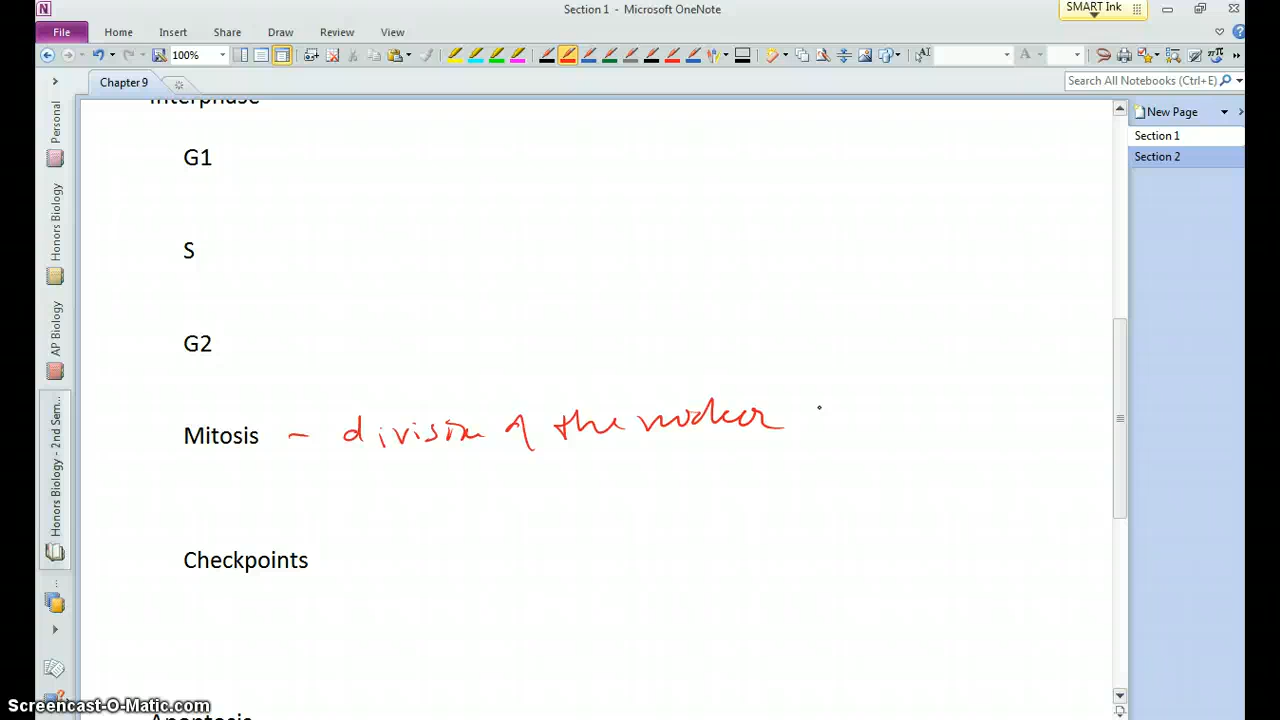 Section 1 - Microsoft OneNote
SMART Ink
File Home Insert Share Draw Review View
100%
Chapter 9
Search All Notebooks (Ctrl+E)
New Page
Section 1
Section 2
Personal
Honors Biology
AP Biology
Honors Biology - 2nd Sem...
Interphase
G1
S
G2
Mitosis - division of the
Checkpoints
Apoptosis
Screencast-O-Matic.com